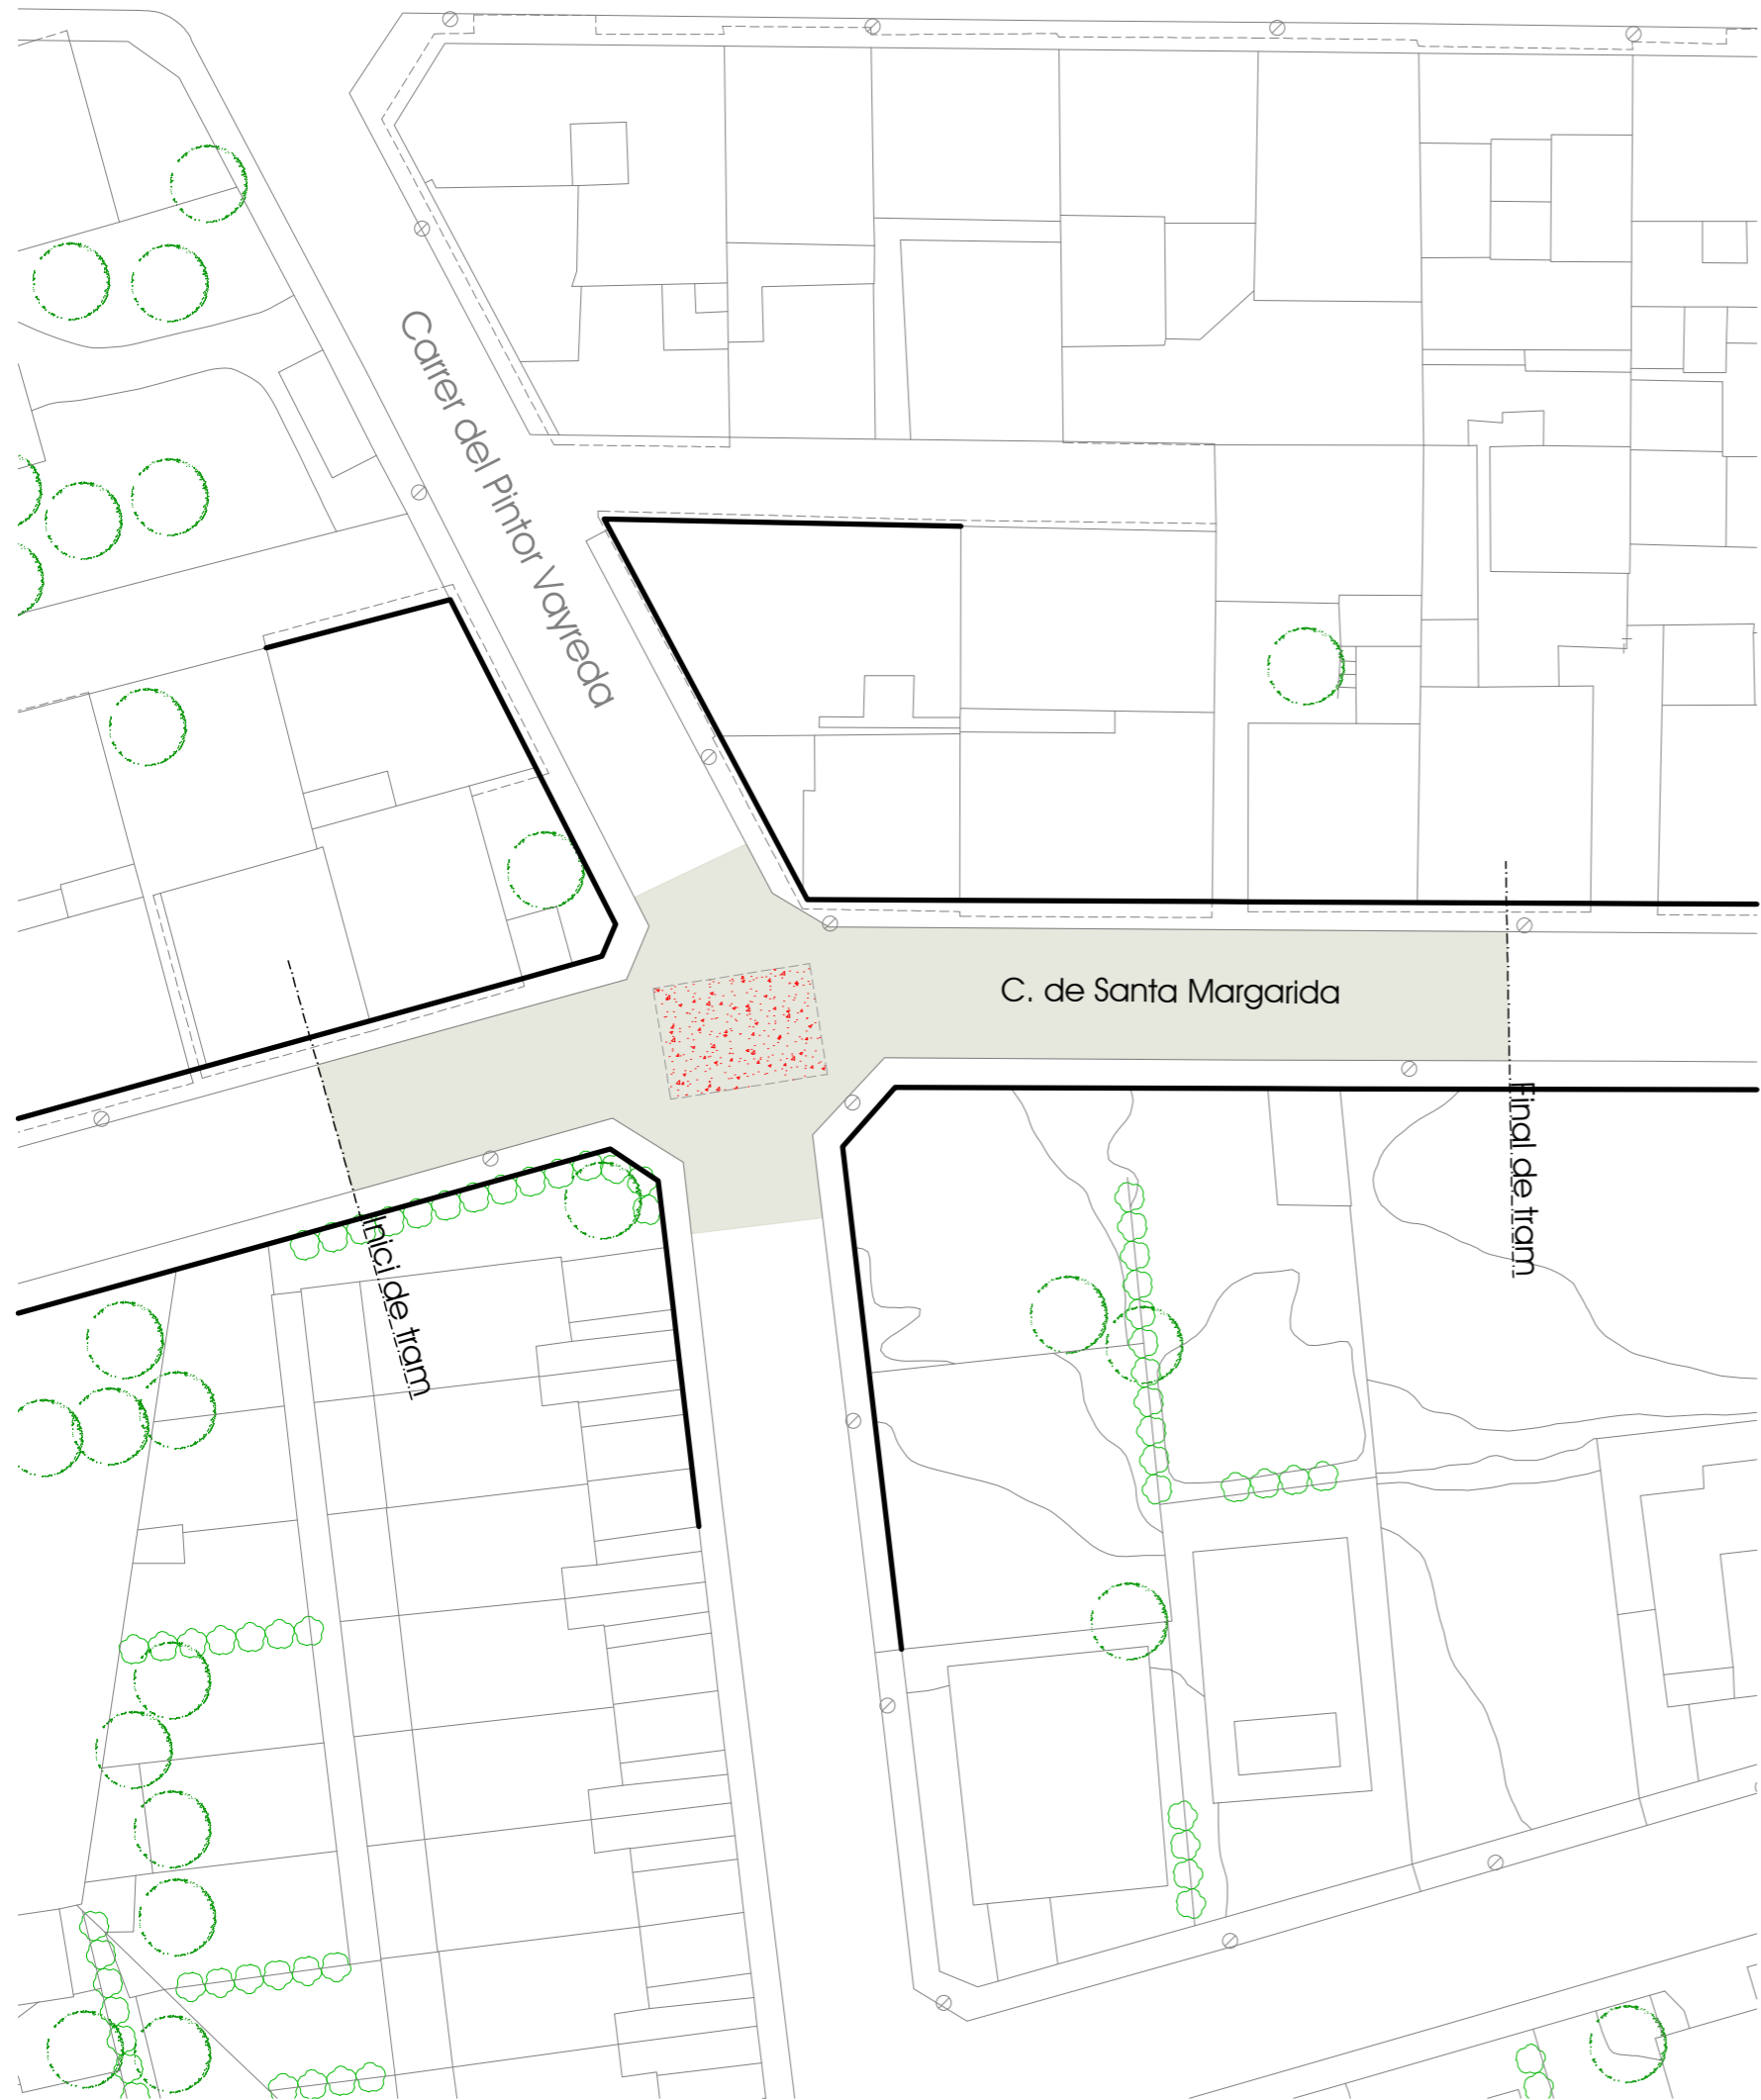 Carrer del Pintor Vayreda
C. de Santa Margarida
Final de tram
Inici de tram